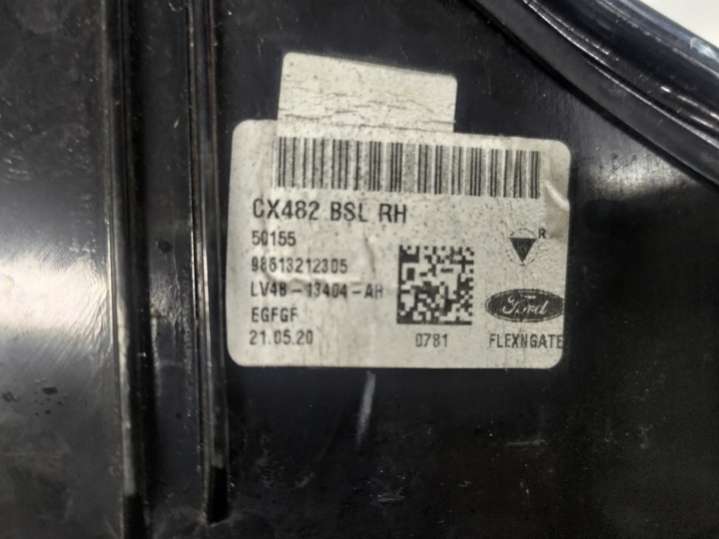 CX482 BSL RH
50155
98613212305
R
LV4B-13404-AH
EGFGF
21.05.20
0781
Ford
FLEXNGATE